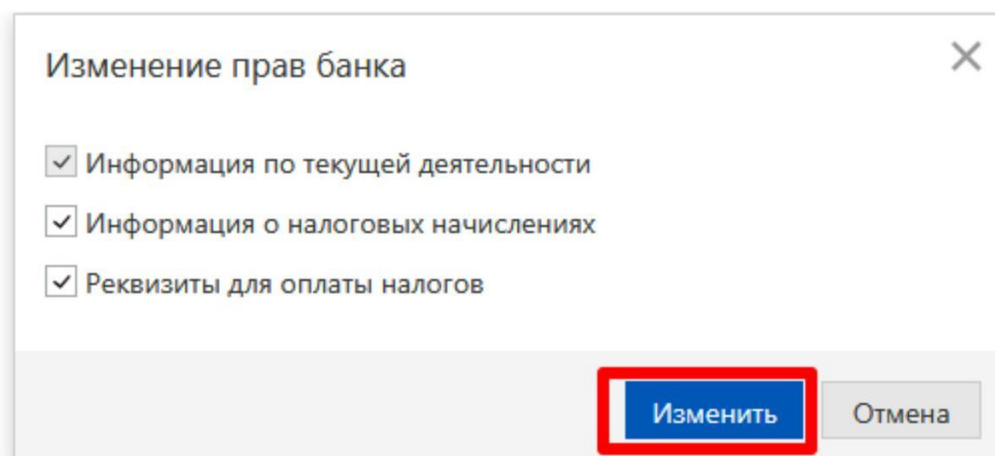 Изменение прав банка
Информация по текущей деятельности
Информация о налоговых начислениях
Реквизиты для оплаты налогов
Изменить Отмена